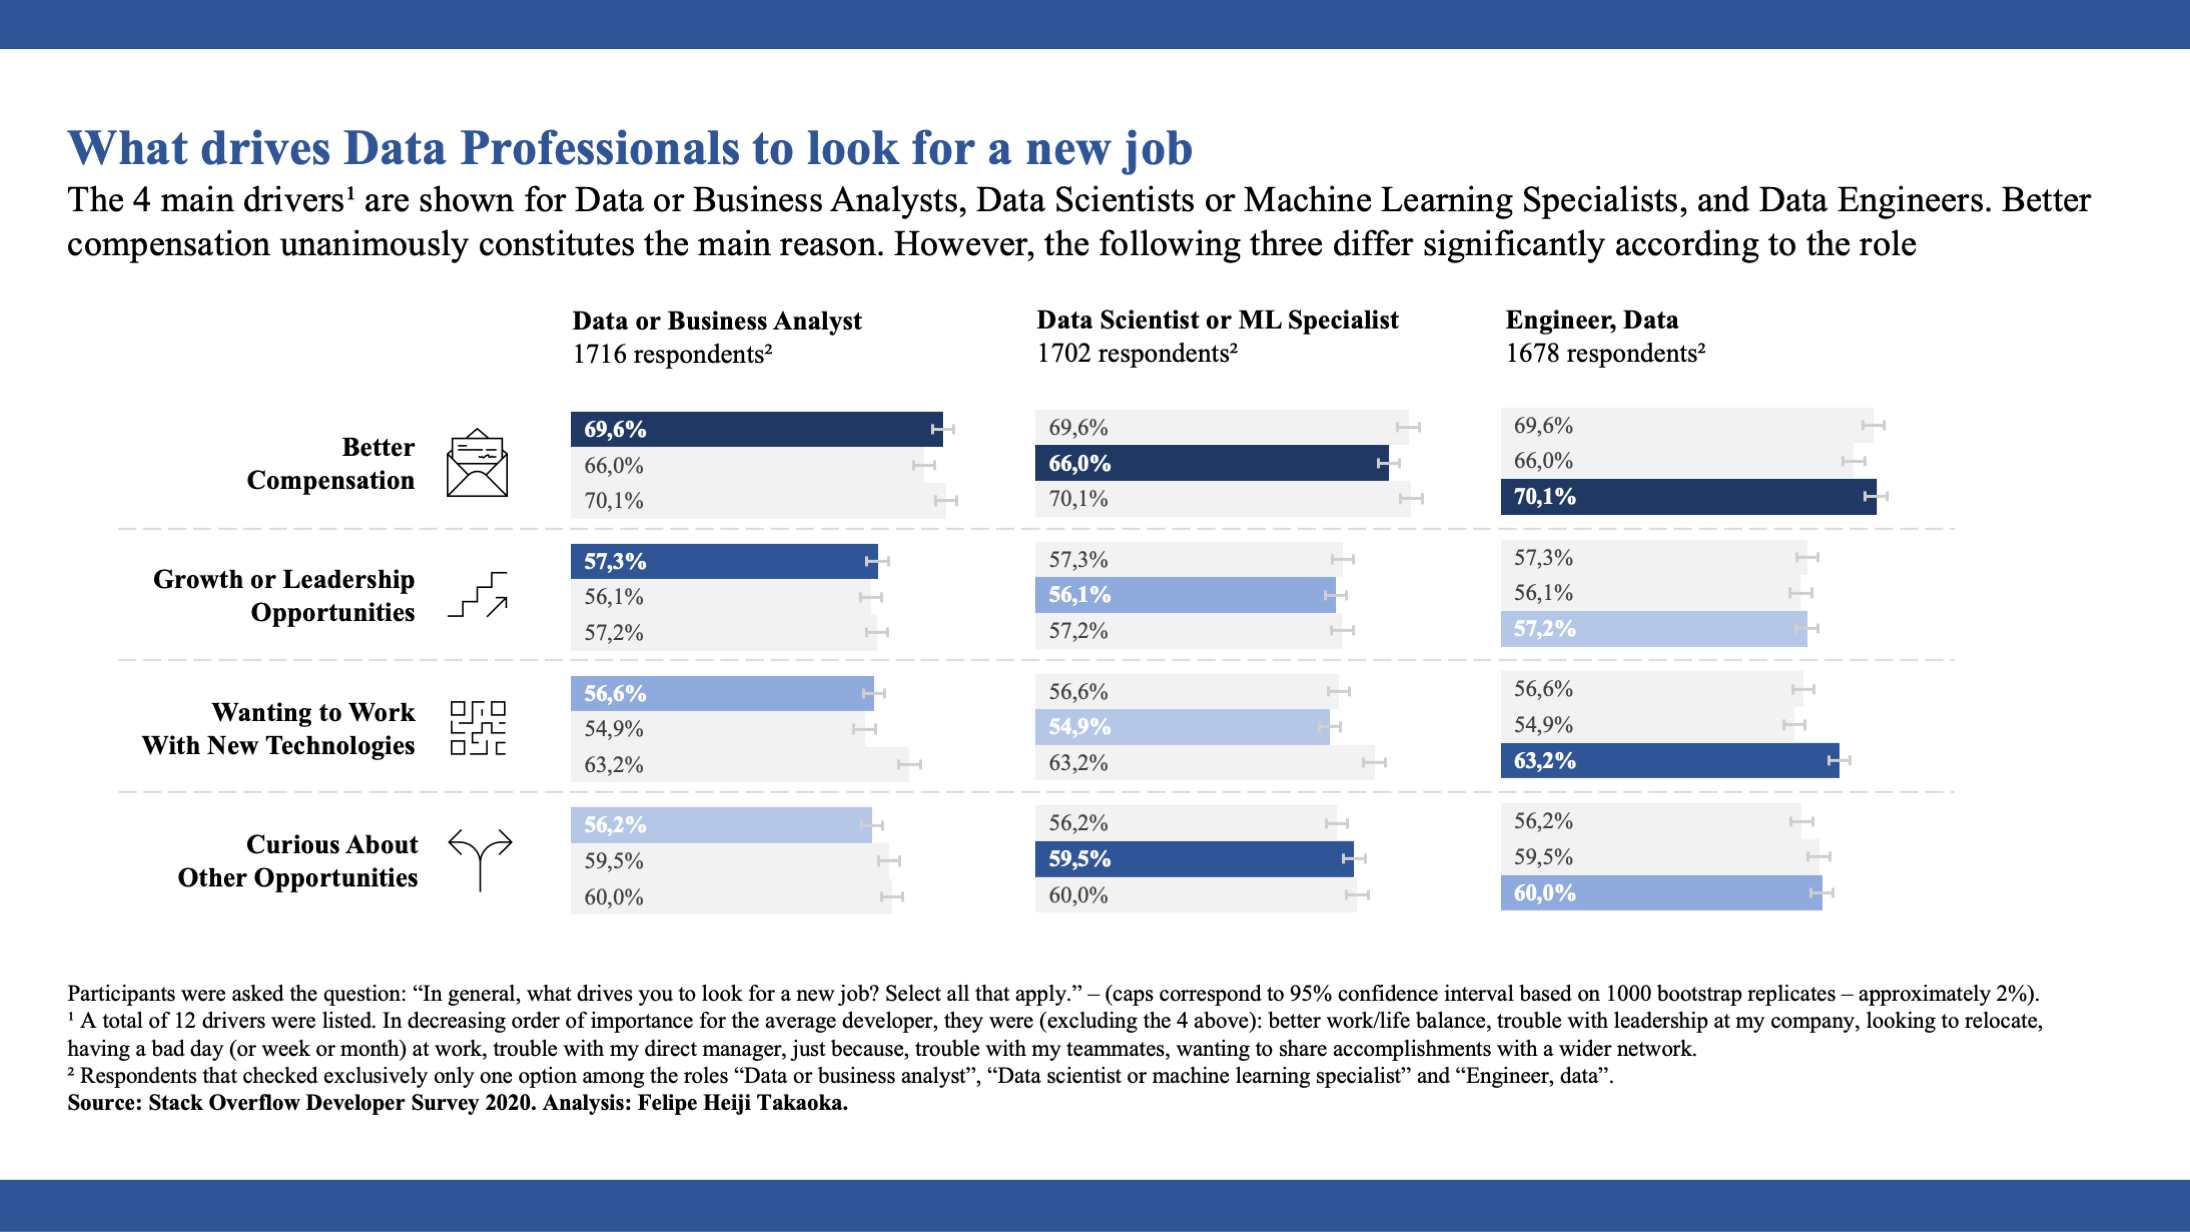 What drives Data Professionals to look for a new job
The 4 main drivers¹ are shown for Data or Business Analysts, Data Scientists or Machine Learning Specialists, and Data Engineers. Better
compensation unanimously constitutes the main reason. However, the following three differ significantly according to the role
Data or Business Analyst
1716 respondents²
Data Scientist or ML Specialist
1702 respondents²
Engineer, Data
1678 respondents²
Better
Compensation
69,6%
66,0%
70,1%
69,6%
66,0%
70,1%
69,6%
66,0%
70,1%
Growth or Leadership
Opportunities
57,3%
56,1%
57,2%
57,3%
56,1%
57,2%
57,3%
56,1%
57,2%
Wanting to Work
With New Technologies
56,6%
54,9%
63,2%
56,6%
54,9%
63,2%
56,6%
54,9%
63,2%
Curious About
Other Opportunities
56,2%
59,5%
60,0%
56,2%
59,5%
60,0%
56,2%
59,5%
60,0%
Participants were asked the question: “In general, what drives you to look for a new job? Select all that apply.” – (caps correspond to 95% confidence interval based on 1000 bootstrap replicates – approximately 2%).
¹ A total of 12 drivers were listed. In decreasing order of importance for the average developer, they were (excluding the 4 above): better work/life balance, trouble with leadership at my company, looking to relocate,
having a bad day (or week or month) at work, trouble with my direct manager, just because, trouble with my teammates, wanting to share accomplishments with a wider network.
² Respondents that checked exclusively only one option among the roles “Data or business analyst”, “Data scientist or machine learning specialist” and “Engineer, data”.
Source: Stack Overflow Developer Survey 2020. Analysis: Felipe Heiji Takaoka.